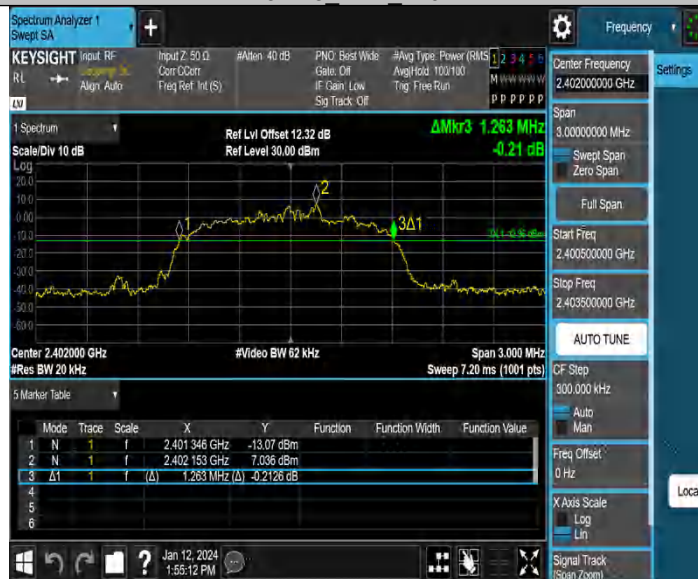 Spectrum Analyzer 1
Swept SA
+
Frequency
KEYSIGHT
RL
LXI
Input: RF
Align: Auto
Input Z: 50 Ω
Corr CCorr
Freq Ref: Int (S)
#Atten: 40 dB
PNO: Best Wide
Gate: Off
IF Gain: Low
Sig Track: Off
#Avg Type: Power (RMS
Avg|Hold: 100/100
Trig: Free Run
1 2 3 4 5 6
M W W W W W
P P P P P P
Center Frequency
2.402000000 GHz
Settings
Span
3.00000000 MHz
Swept Span
Zero Span
Full Span
Start Freq
2.400500000 GHz
Stop Freq
2.403500000 GHz
AUTO TUNE
CF Step
300.000 kHz
Auto
Man
Freq Offset
0 Hz
X Axis Scale
Log
Lin
Signal Track
(Span Zoom)
Loca
1 Spectrum
Scale/Div 10 dB
Ref Lvl Offset 12.32 dB
Ref Level 30.00 dBm
ΔMkr3 1.263 MHz
-0.21 dB
Log
20.0
10.0
0.00
-10.0
-20.0
-30.0
-40.0
-50.0
-60.0
1
2
3Δ1
Center 2.402000 GHz
#Res BW 20 kHz
#Video BW 62 kHz
Span 3.000 MHz
Sweep 7.20 ms (1001 pts)
5 Marker Table
Mode Trace Scale X Y Function Function Width Function Value
1 N 1 f 2.401 346 GHz -13.07 dBm
2 N 1 f 2.402 153 GHz 7.036 dBm
3 Δ1 1 f (Δ) 1.263 MHz (Δ) -0.2126 dB
4
5
6
?
Jan 12, 2024
1:55:12 PM